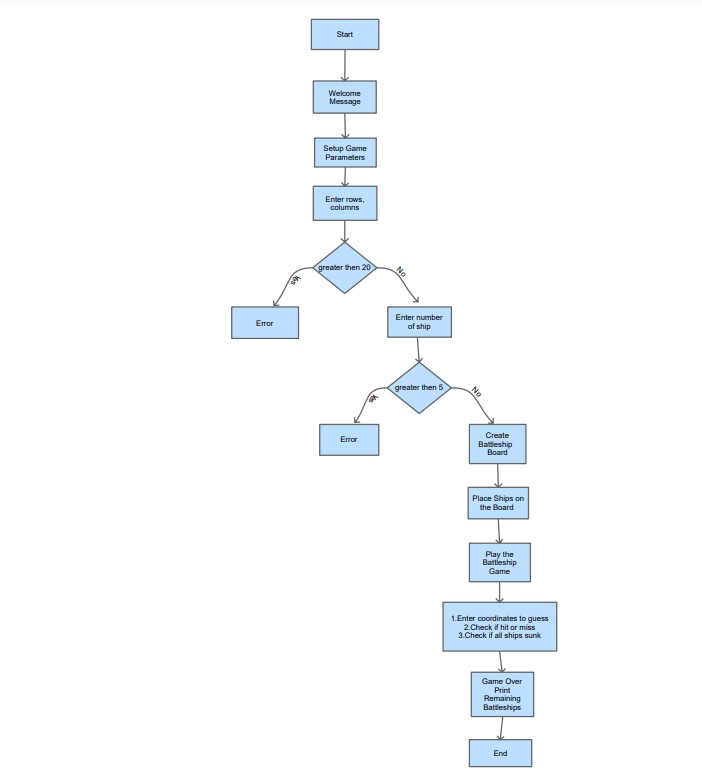 Start
Welcome
Message
Setup Game
Parameters
Enter rows,
columns
greater then 20
Yes
No
Error
Enter number
of ship
greater then 5
Yes
No
Error
Create
Battleship
Board
Place Ships on
the Board
Play the
Battleship
Game
1.Enter coordinates to guess
2.Check if hit or miss
3.Check if all ships sunk
Game Over
Print
Remaining
Battleships
End